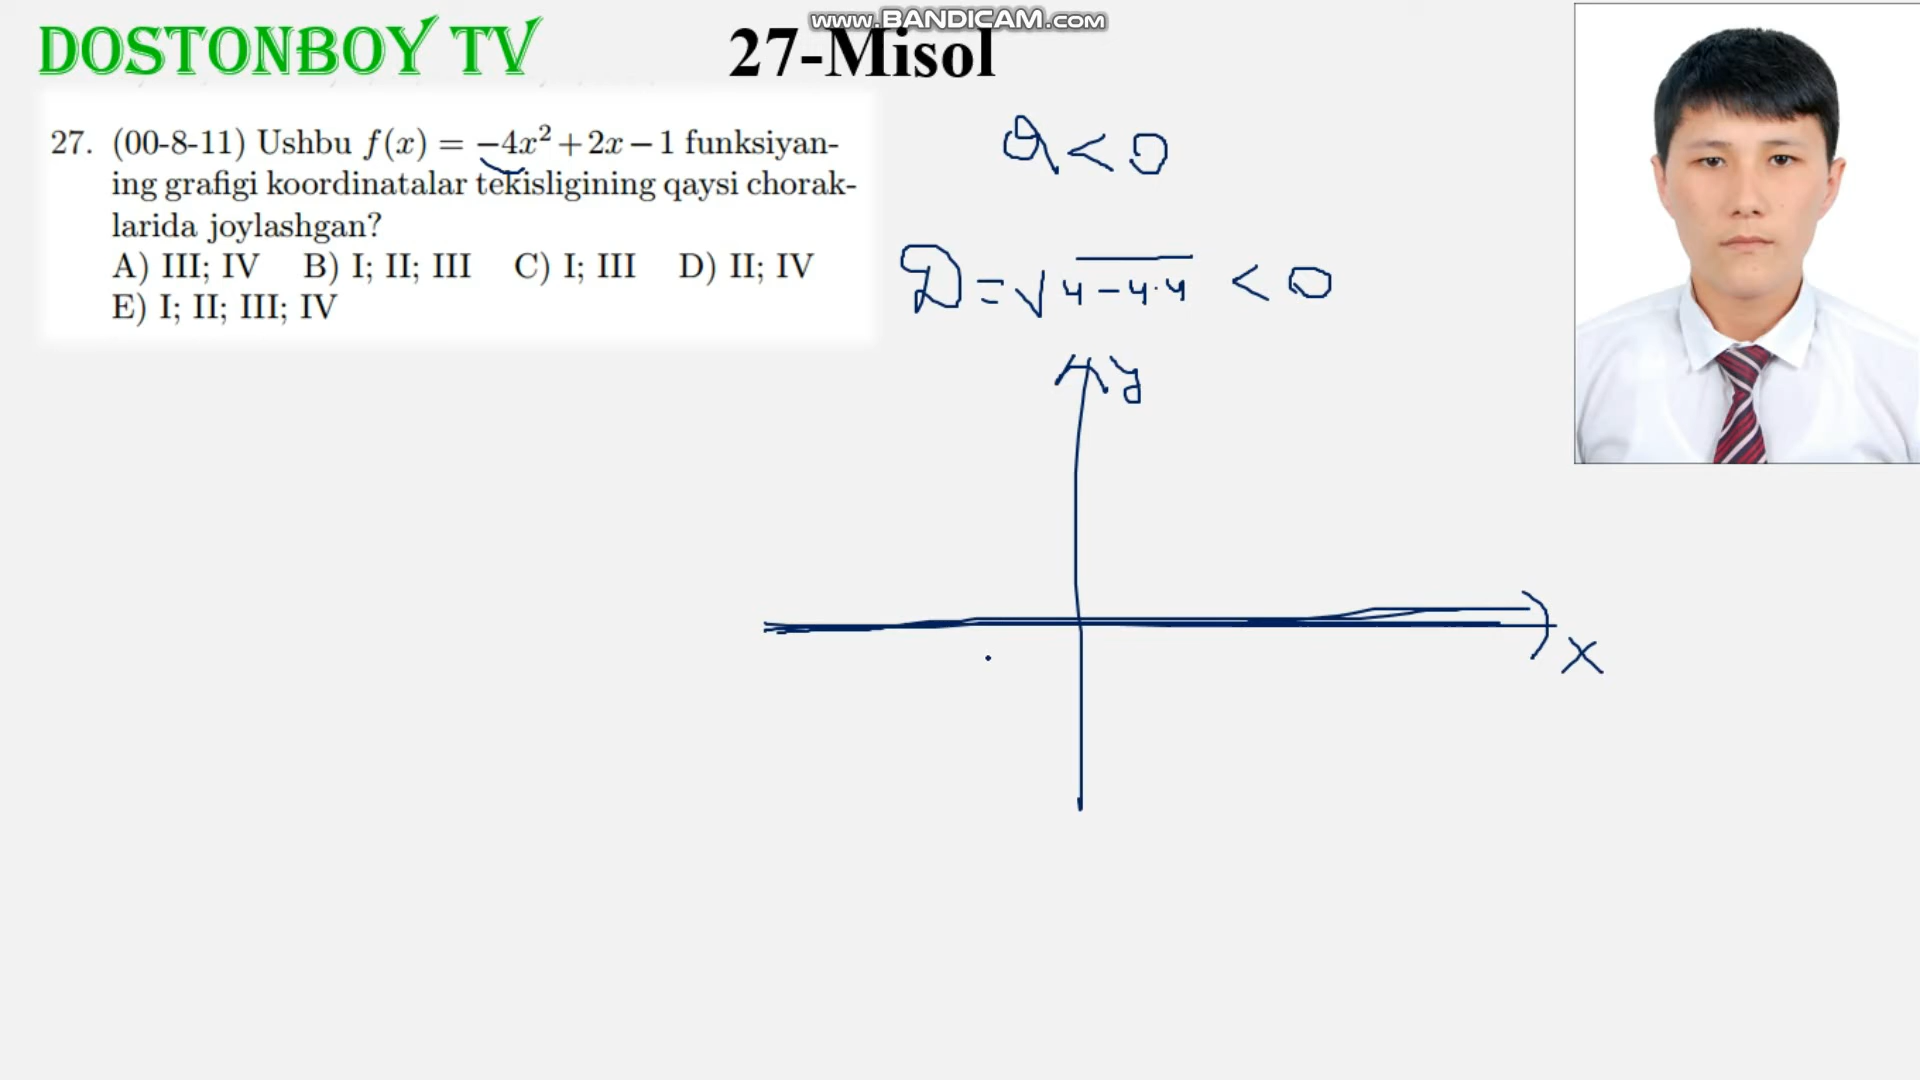 www.BANDICAM.com
DOSTONBOY TV
27-Misol
27. (00-8-11) Ushbu f(x) = −4x² + 2x − 1 funksiyan-
ing grafigi koordinatalar tekisligining qaysi chorak-
larida joylashgan?
A) III; IV B) I; II; III C) I; III D) II; IV
E) I; II; III; IV
a < 0
D = √4 − 4·4 < 0
y
x